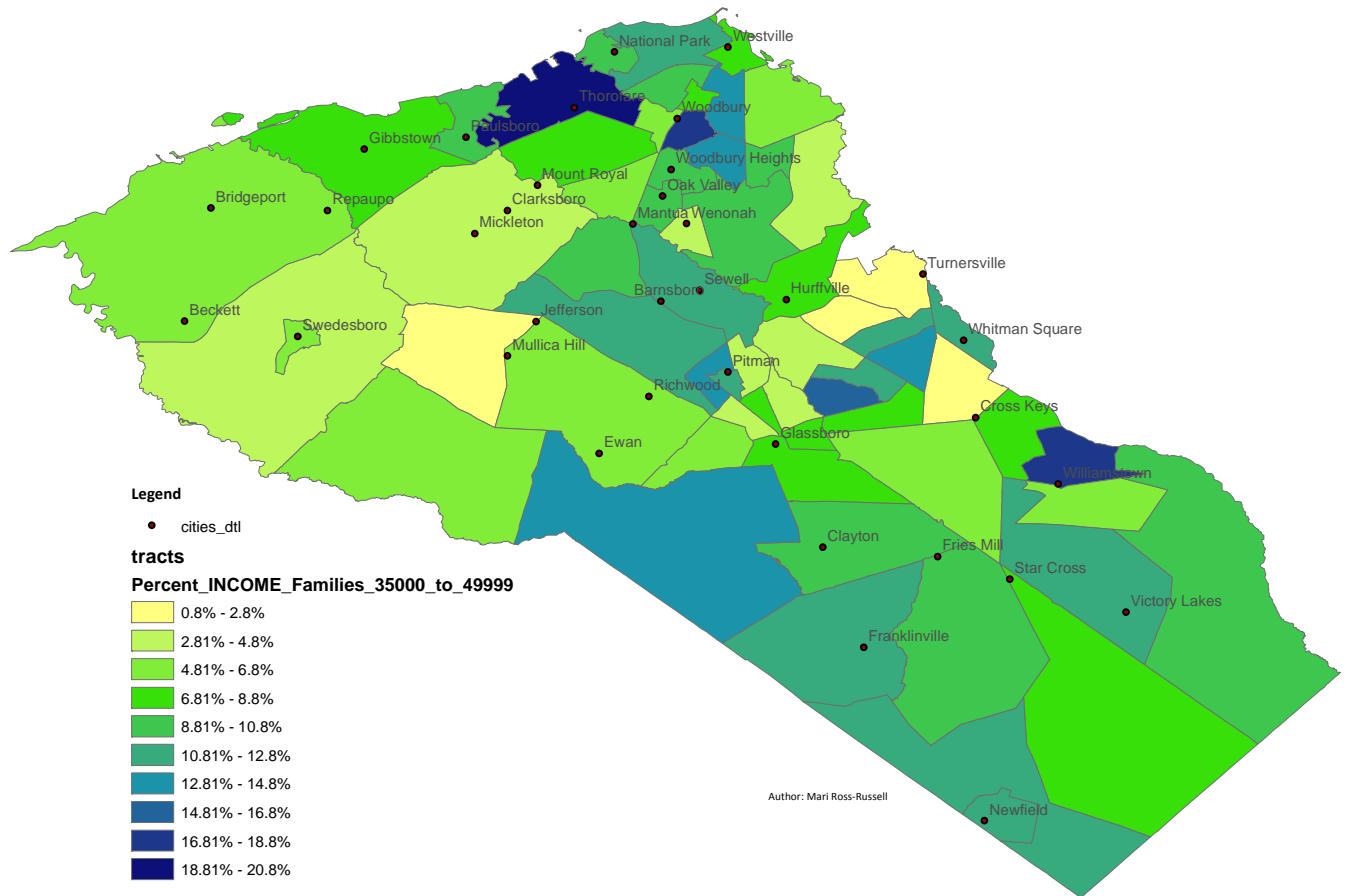 National Park
Westville
Thorofare
Woodbury
Paulsboro
Gibbstown
Woodbury Heights
Mount Royal
Oak Valley
Bridgeport
Repaupo
Clarksboro
Mickleton
Mantua
Wenonah
Turnersville
Sewell
Barnsboro
Hurffville
Beckett
Swedesboro
Jefferson
Whitman Square
Mullica Hill
Pitman
Richwood
Cross Keys
Glassboro
Ewan
Williamstown
Clayton
Fries Mill
Star Cross
Victory Lakes
Franklinville
Newfield
Legend
cities_dtl
tracts
Percent_INCOME_Families_35000_to_49999
0.8% - 2.8%
2.81% - 4.8%
4.81% - 6.8%
6.81% - 8.8%
8.81% - 10.8%
10.81% - 12.8%
12.81% - 14.8%
14.81% - 16.8%
16.81% - 18.8%
18.81% - 20.8%
Author: Mari Ross-Russell